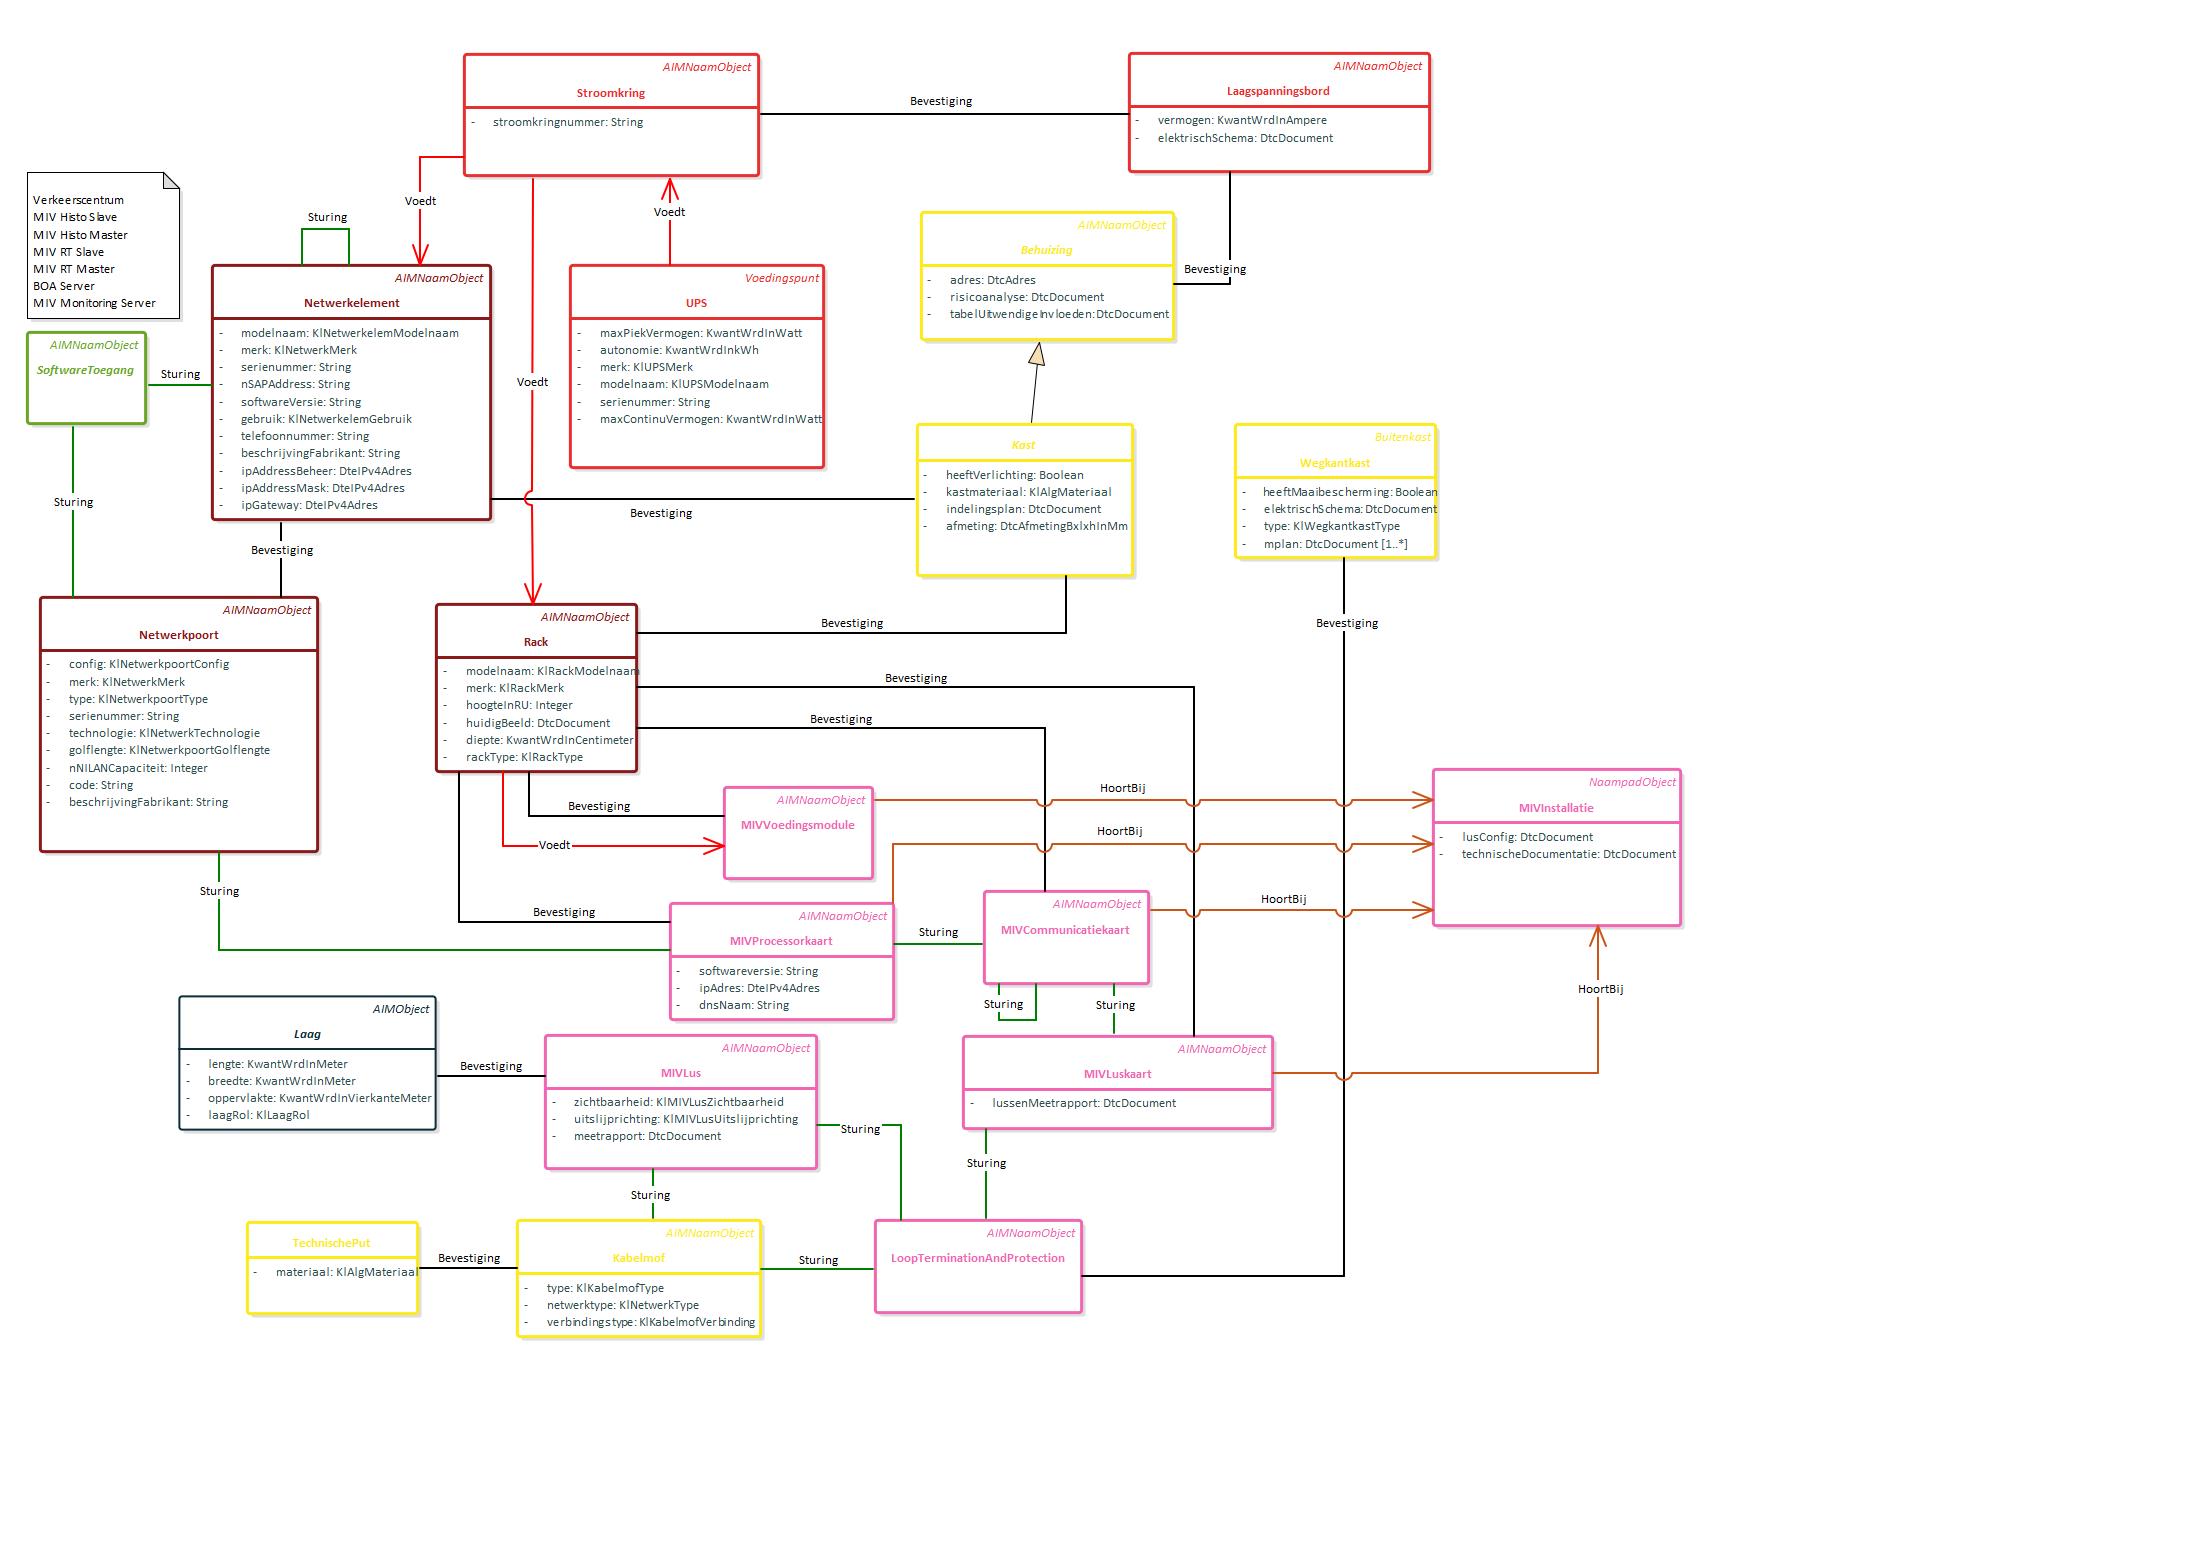 AIMNaamObject
Stroomkring
- stroomkringnummer: String
AIMNaamObject
Laagspanningsbord
- vermogen: KwantWrdInAmpere
- elektrischSchema: DtcDocument
Bevestiging
Voedt
Voedt
Voedt
Bevestiging
Verkeerscentrum
MIV Histo Slave
MIV Histo Master
MIV RT Slave
MIV RT Master
BOA Server
MIV Monitoring Server
Sturing
AIMNaamObject
SoftwareToegang
Sturing
Sturing
AIMNaamObject
Netwerkelement
- modelnaam: KlNetwerkelemModelnaam
- merk: KlNetwerkMerk
- serienummer: String
- nSAPAddress: String
- softwareVersie: String
- gebruik: KlNetwerkelemGebruik
- telefoonnummer: String
- beschrijvingFabrikant: String
- ipAddressBeheer: DteIPv4Adres
- ipAddressMask: DteIPv4Adres
- ipGateway: DteIPv4Adres
Voedingspunt
UPS
- maxPiekVermogen: KwantWrdInWatt
- autonomie: KwantWrdInkWh
- merk: KlUPSMerk
- modelnaam: KlUPSModelnaam
- serienummer: String
- maxContinuVermogen: KwantWrdInWatt
AIMNaamObject
Behuizing
- adres: DtcAdres
- risicoanalyse: DtcDocument
- tabelUitwendigeInvloeden: DtcDocument
Kast
- heeftVerlichting: Boolean
- kastmateriaal: KlAlgMateriaal
- indelingsplan: DtcDocument
- afmeting: DtcAfmetingBxlxhInMm
Buitenkast
Wegkantkast
- heeftMaaibescherming: Boolean
- elektrischSchema: DtcDocument
- type: KlWegkantkastType
- mplan: DtcDocument [1..*]
Bevestiging
Bevestiging
Bevestiging
Bevestiging
AIMNaamObject
Netwerkpoort
- config: KlNetwerkpoortConfig
- merk: KlNetwerkMerk
- type: KlNetwerkpoortType
- serienummer: String
- technologie: KlNetwerkTechnologie
- golflengte: KlNetwerkpoortGolflengte
- nNILANCapaciteit: Integer
- code: String
- beschrijvingFabrikant: String
AIMNaamObject
Rack
- modelnaam: KlRackModelnaam
- merk: KlRackMerk
- hoogteInRU: Integer
- huidigBeeld: DtcDocument
- diepte: KwantWrdInCentimeter
- rackType: KlRackType
Bevestiging
Bevestiging
Bevestiging
Voedt
Bevestiging
AIMNaamObject
MIVVoedingsmodule
HoortBij
HoortBij
HoortBij
HoortBij
NaampadObject
MIVInstallatie
- lusConfig: DtcDocument
- technischeDocumentatie: DtcDocument
Sturing
AIMNaamObject
MIVProcessorkaart
- softwareversie: String
- ipAdres: DteIPv4Adres
- dnsNaam: String
Sturing
AIMNaamObject
MIVCommunicatiekaart
Sturing
Sturing
AIMObject
Laag
- lengte: KwantWrdInMeter
- breedte: KwantWrdInMeter
- oppervlakte: KwantWrdInVierkanteMeter
- laagRol: KlLaagRol
Bevestiging
AIMNaamObject
MIVLus
- zichtbaarheid: KlMIVLusZichtbaarheid
- uitslijprichting: KlMIVLusUitslijprichting
- meetrapport: DtcDocument
Sturing
AIMNaamObject
MIVLuskaart
- lussenMeetrapport: DtcDocument
Sturing
Sturing
TechnischePut
- materiaal: KlAlgMateriaal
Bevestiging
AIMNaamObject
Kabelmof
- type: KlKabelmofType
- netwerktype: KlNetwerkType
- verbindingstype: KlKabelmofVerbinding
Sturing
AIMNaamObject
LoopTerminationAndProtection